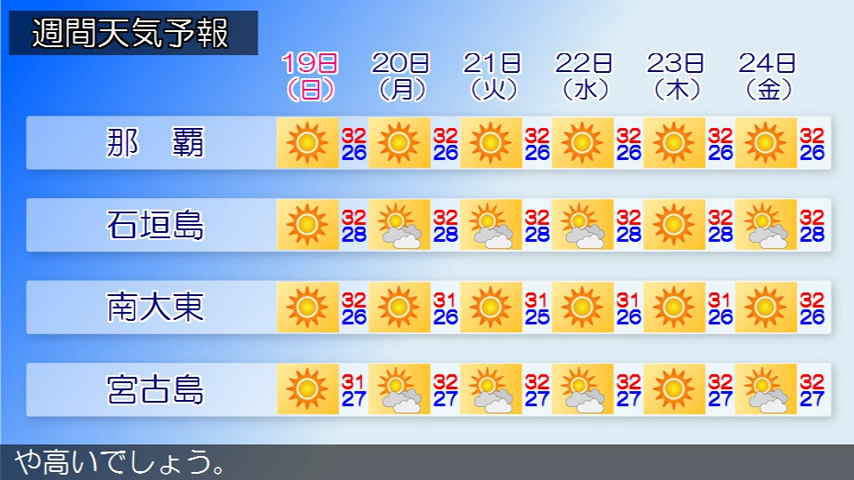 週間天気予報
19日 20日 21日 22日 23日 24日
(日) (月) (火) (水) (木) (金)
那　覇 32 26 32 26 32 26 32 26 32 26 32 26
石垣島 32 28 32 28 32 28 32 28 32 28 32 28
南大東 32 26 31 26 31 25 31 26 31 26 32 26
宮古島 31 27 32 27 32 27 32 27 32 27 32 27
や高いでしょう。